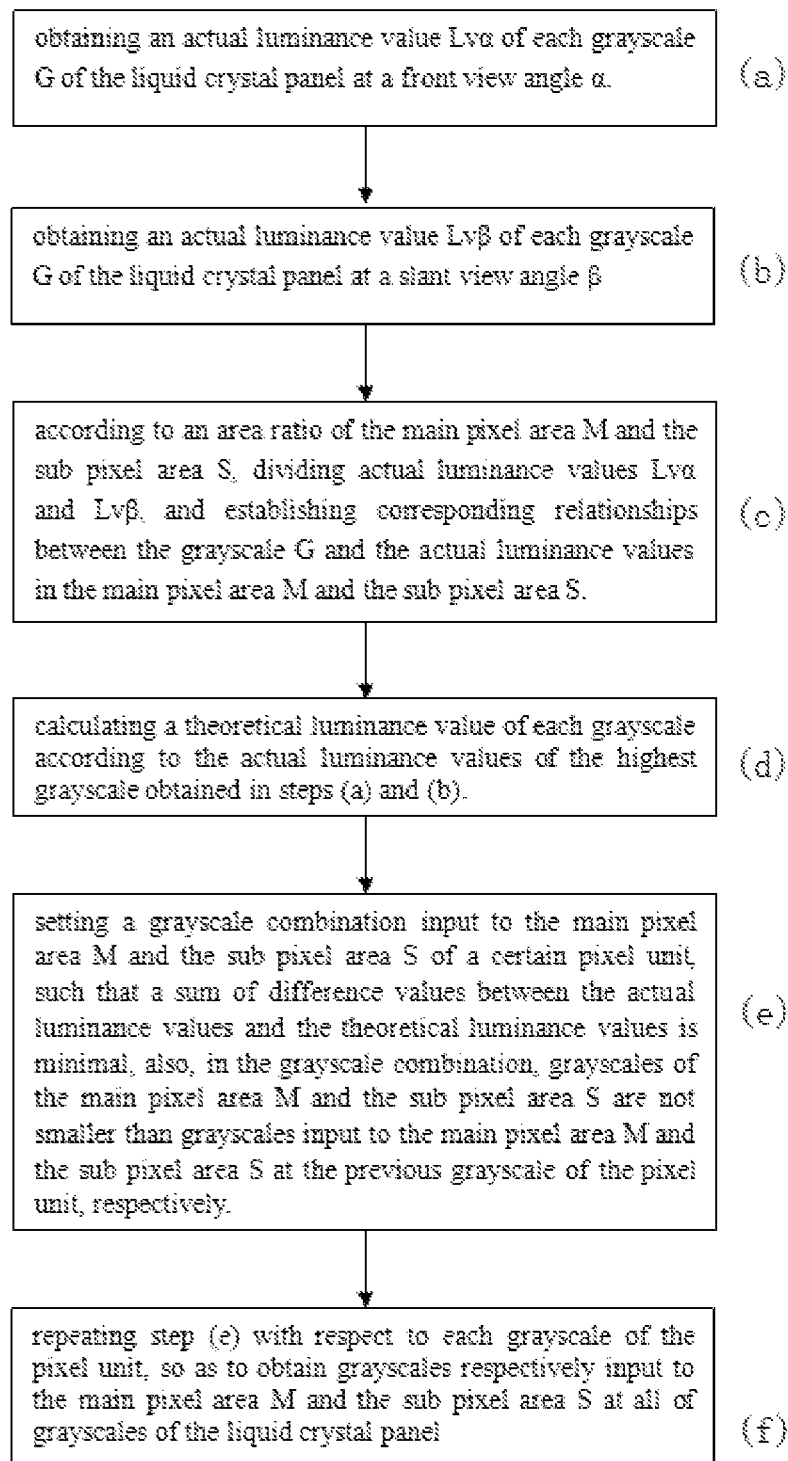 obtaining an actual luminance value Lvα of each grayscale
G of the liquid crystal panel at a front view angle α.
(a)
obtaining an actual luminance value Lvβ of each grayscale
G of the liquid crystal panel at a slant view angle β
(b)
according to an area ratio of the main pixel area M and the
sub pixel area S, dividing actual luminance values Lvα
and Lvβ, and establishing corresponding relationships
between the grayscale G and the actual luminance values
in the main pixel area M and the sub pixel area S.
(c)
calculating a theoretical luminance value of each grayscale
according to the actual luminance values of the highest
grayscale obtained in steps (a) and (b).
(d)
setting a grayscale combination input to the main pixel
area M and the sub pixel area S of a certain pixel unit,
such that a sum of difference values between the actual
luminance values and the theoretical luminance values is
minimal, also, in the grayscale combination, grayscales of
the main pixel area M and the sub pixel area S are not
smaller than grayscales input to the main pixel area M and
the sub pixel area S at the previous grayscale of the pixel
unit, respectively.
(e)
repeating step (e) with respect to each grayscale of the
pixel unit, so as to obtain grayscales respectively input to
the main pixel area M and the sub pixel area S at all of
grayscales of the liquid crystal panel
(f)